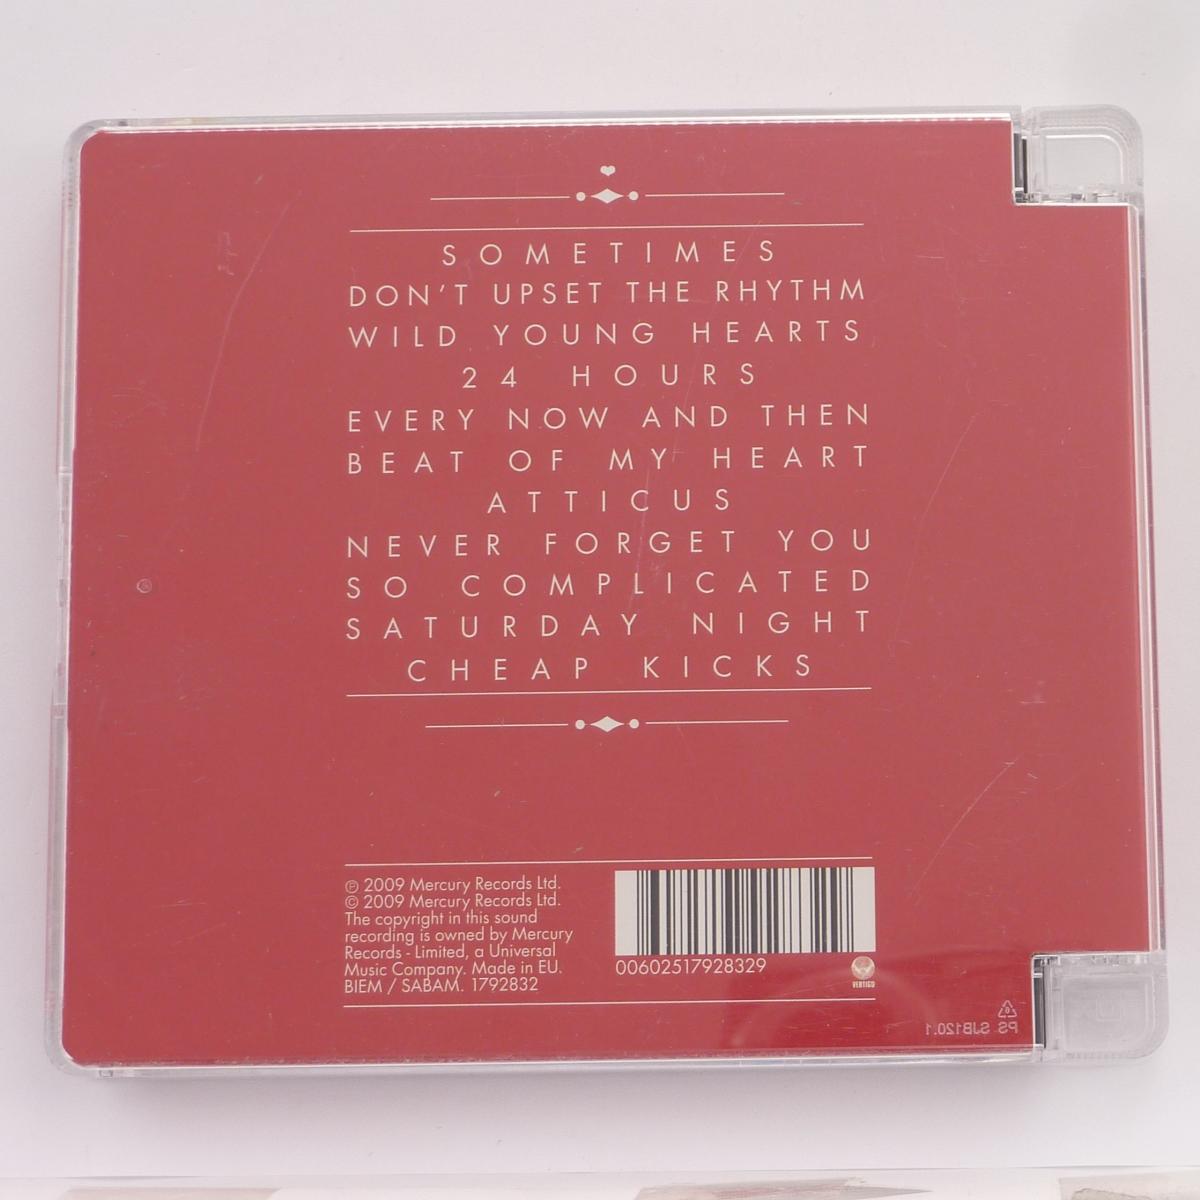 SOMETIMES
DON'T UPSET THE RHYTHM
WILD YOUNG HEARTS
24 HOURS
EVERY NOW AND THEN
BEAT OF MY HEART
ATTICUS
NEVER FORGET YOU
SO COMPLICATED
SATURDAY NIGHT
CHEAP KICKS
℗ 2009 Mercury Records Ltd.
© 2009 Mercury Records Ltd.
The copyright in this sound
recording is owned by Mercury
Records - Limited, a Universal
Music Company. Made in EU.
BIEM / SABAM. 1792832
00602517928329
VERTIGO
PS SJB120.1